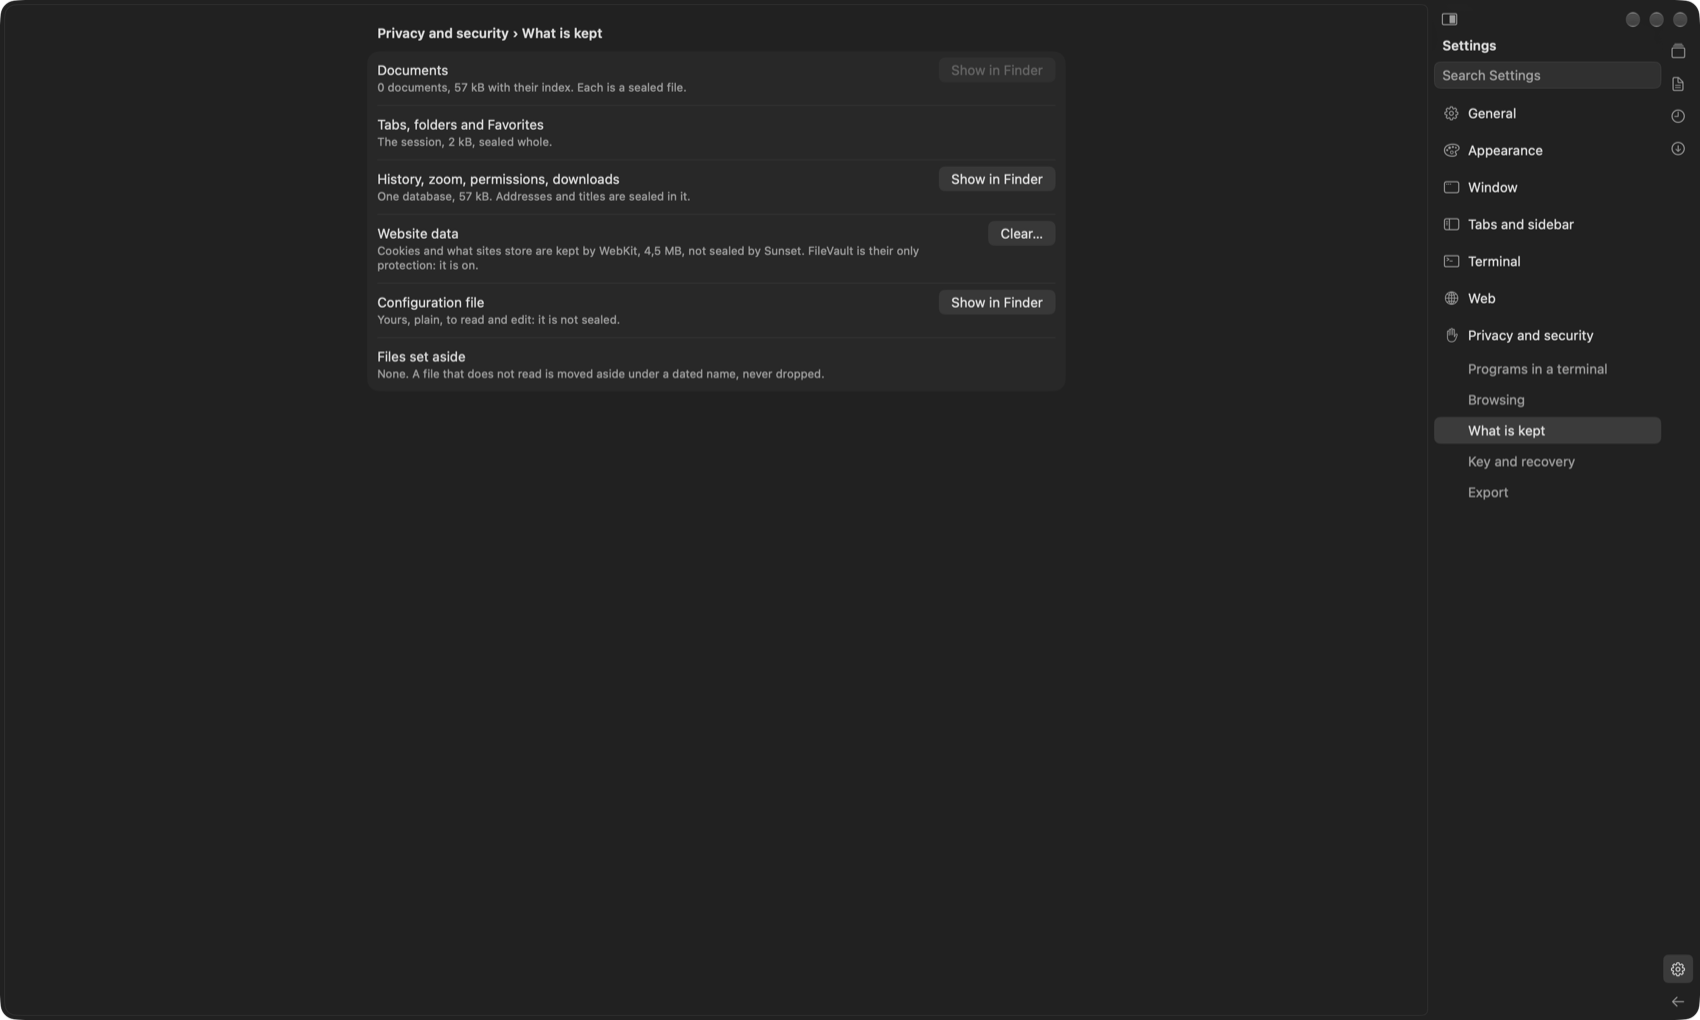 Privacy and security › What is kept
Documents
Show in Finder
0 documents, 57 kB with their index. Each is a sealed file.
Tabs, folders and Favorites
The session, 2 kB, sealed whole.
History, zoom, permissions, downloads
Show in Finder
One database, 57 kB. Addresses and titles are sealed in it.
Website data
Clear...
Cookies and what sites store are kept by WebKit, 4,5 MB, not sealed by Sunset. FileVault is their only
protection: it is on.
Configuration file
Show in Finder
Yours, plain, to read and edit: it is not sealed.
Files set aside
None. A file that does not read is moved aside under a dated name, never dropped.
Settings
Search Settings
General
Appearance
Window
Tabs and sidebar
Terminal
Web
Privacy and security
Programs in a terminal
Browsing
What is kept
Key and recovery
Export